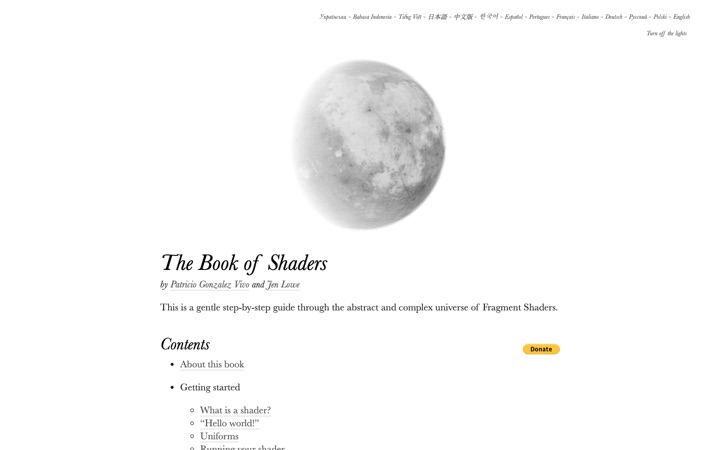 Українська - Bahasa Indonesia - Tiếng Việt - 日本語 - 中文版 - 한국어 - Español - Portugues - Français - Italiano - Deutsch - Русский - Polski - English
Turn off the lights
The Book of Shaders
by Patricio Gonzalez Vivo and Jen Lowe
This is a gentle step-by-step guide through the abstract and complex universe of Fragment Shaders.
Contents
Donate
About this book
Getting started
What is a shader?
“Hello world!”
Uniforms
Running your shader